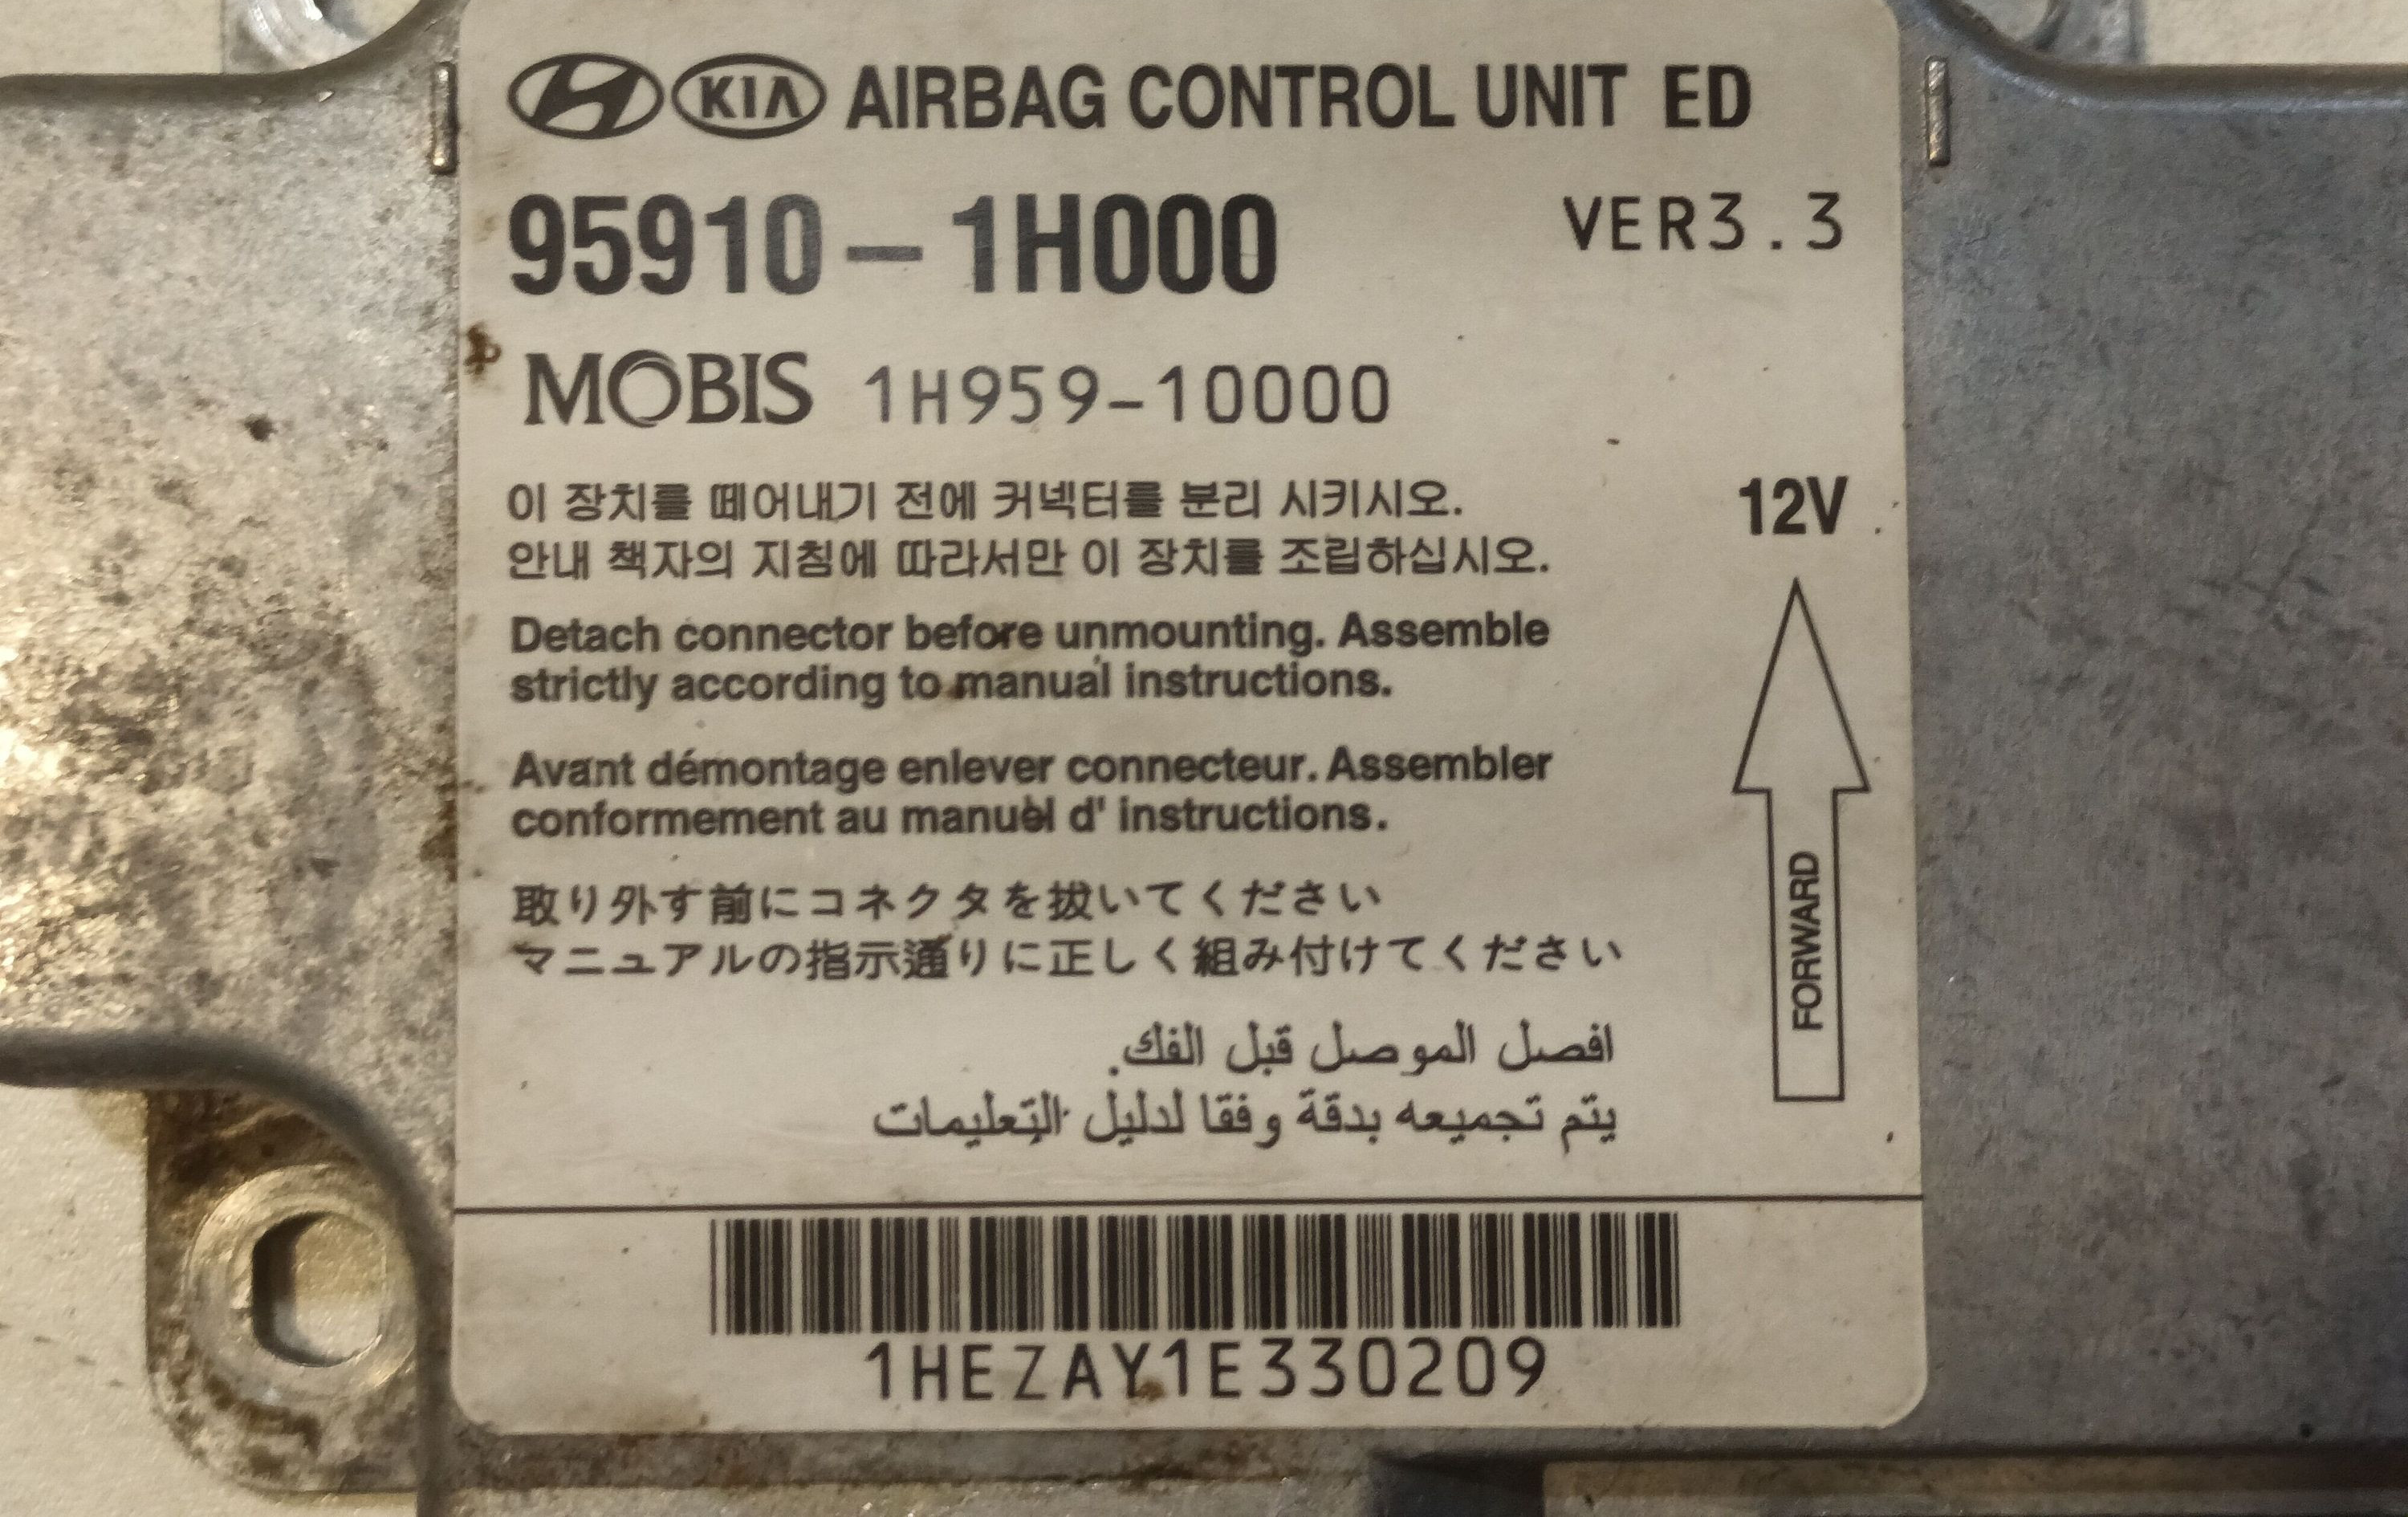 KIA AIRBAG CONTROL UNIT ED
95910-1H000 VER3.3
MOBIS 1H959-10000
이 장치를 떼어내기 전에 커넥터를 분리 시키시오.
안내 책자의 지침에 따라서만 이 장치를 조립하십시오.
12V
Detach connector before unmounting. Assemble
strictly according to manual instructions.
Avant démontage enlever connecteur. Assembler
conformement au manuel d' instructions.
FORWARD
取り外す前にコネクタを抜いてください
マニュアルの指示通りに正しく組み付けてください
افصل الموصل قبل الفك.
يتم تجميعه بدقة وفقا لدليل التعليمات
1HEZAY1E330209